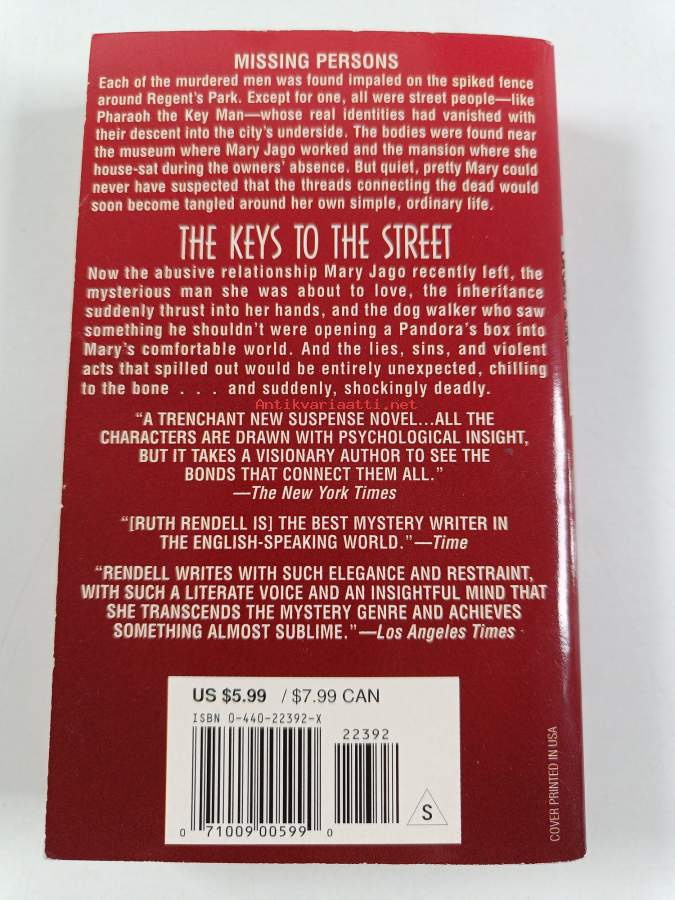 MISSING PERSONS
Each of the murdered men was found impaled on the spiked fence
around Regent's Park. Except for one, all were street people—like
Pharaoh the Key Man—whose real identities had vanished with
their descent into the city's underside. The bodies were found near
the museum where Mary Jago worked and the mansion where she
house-sat during the owners' absence. But quiet, pretty Mary could
never have suspected that the threads connecting the dead would
soon become tangled around her own simple, ordinary life.
THE KEYS TO THE STREET
Now the abusive relationship Mary Jago recently left, the
mysterious man she was about to love, the inheritance
suddenly thrust into her hands, and the dog walker who saw
something he shouldn't were opening a Pandora's box into
Mary's comfortable world. And the lies, sins, and violent
acts that spilled out would be entirely unexpected, chilling
to the bone . . . and suddenly, shockingly deadly.
Antikvariaatti.net
"A TRENCHANT NEW SUSPENSE NOVEL...ALL THE
CHARACTERS ARE DRAWN WITH PSYCHOLOGICAL INSIGHT,
BUT IT TAKES A VISIONARY AUTHOR TO SEE THE
BONDS THAT CONNECT THEM ALL."
—The New York Times
"[RUTH RENDELL IS] THE BEST MYSTERY WRITER IN
THE ENGLISH-SPEAKING WORLD."—Time
"RENDELL WRITES WITH SUCH ELEGANCE AND RESTRAINT,
WITH SUCH A LITERATE VOICE AND AN INSIGHTFUL MIND THAT
SHE TRANSCENDS THE MYSTERY GENRE AND ACHIEVES
SOMETHING ALMOST SUBLIME."—Los Angeles Times
US $5.99 / $7.99 CAN
ISBN 0-440-22392-X
22392
0 71009 00599 0
S
COVER PRINTED IN USA